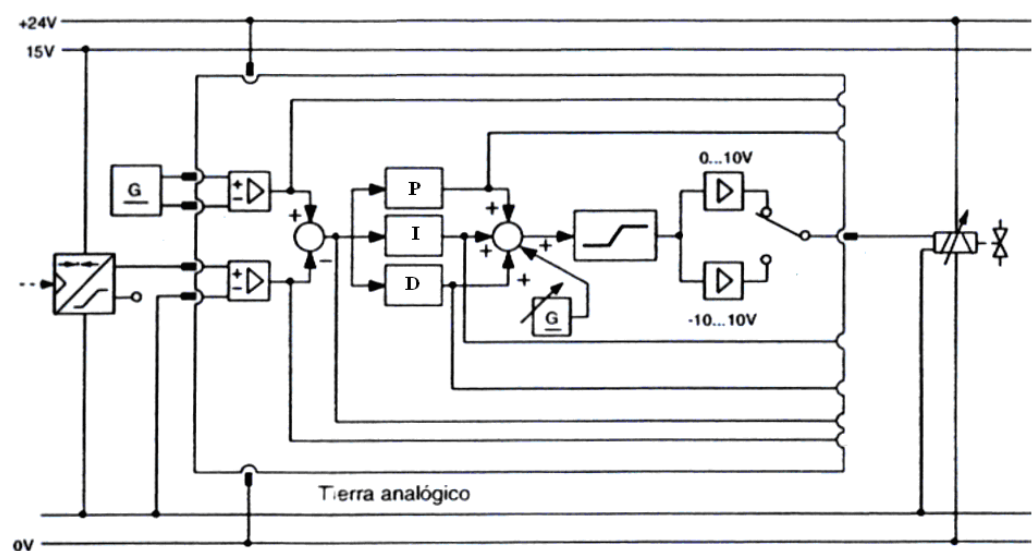 +24V
15V
0...10V
G
+
−
P
+
+
I
+
+
−
+
−
D
+
G
-10...10V
Tierra analógico
0V